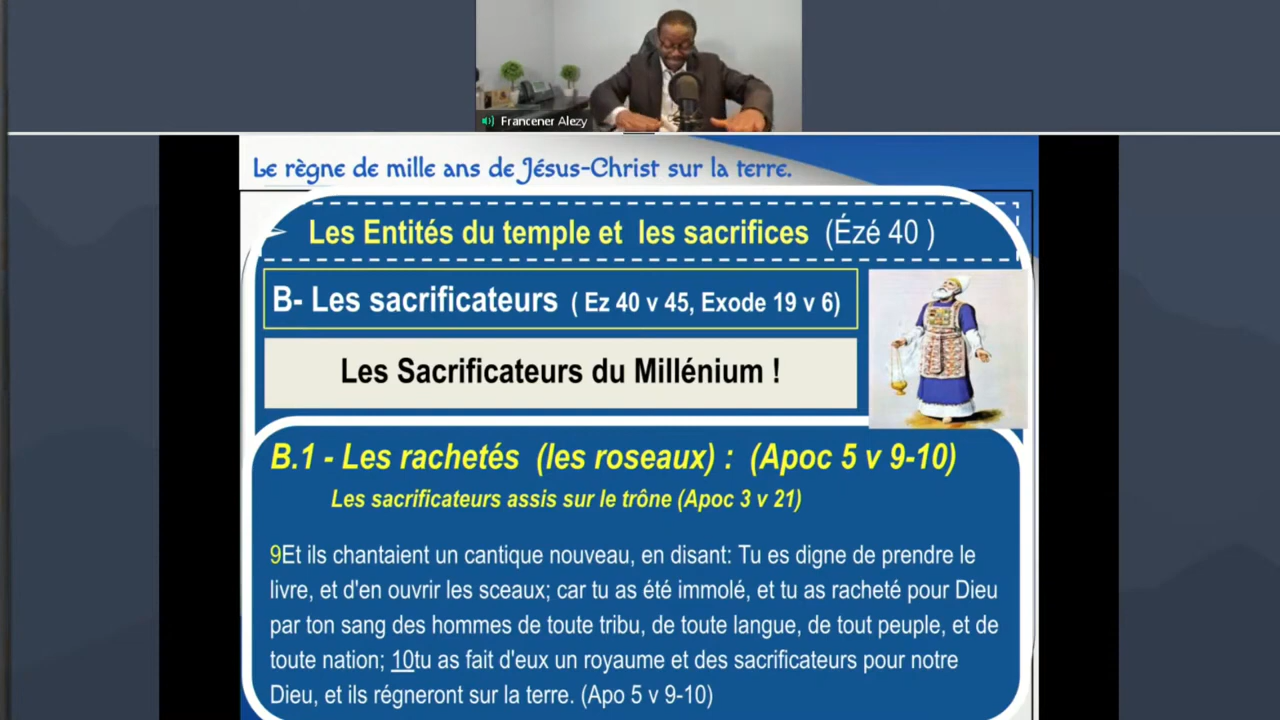 Francener Alezy
Le règne de mille ans de Jésus-Christ sur la terre.
Les Entités du temple et les sacrifices (Ézé 40 )
B- Les sacrificateurs ( Ez 40 v 45, Exode 19 v 6)
Les Sacrificateurs du Millénium !
B.1 - Les rachetés (les roseaux) : (Apoc 5 v 9-10)
Les sacrificateurs assis sur le trône (Apoc 3 v 21)
9Et ils chantaient un cantique nouveau, en disant: Tu es digne de prendre le
livre, et d'en ouvrir les sceaux; car tu as été immolé, et tu as racheté pour Dieu
par ton sang des hommes de toute tribu, de toute langue, de tout peuple, et de
toute nation; 10tu as fait d'eux un royaume et des sacrificateurs pour notre
Dieu, et ils régneront sur la terre. (Apo 5 v 9-10)